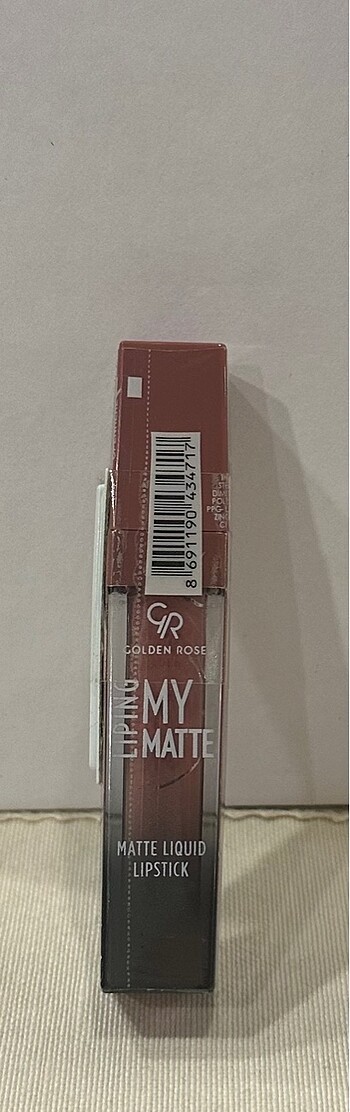 8 691190 434717
GR
GOLDEN ROSE
LIPING
MY
MATTE
MATTE LIQUID
LIPSTICK